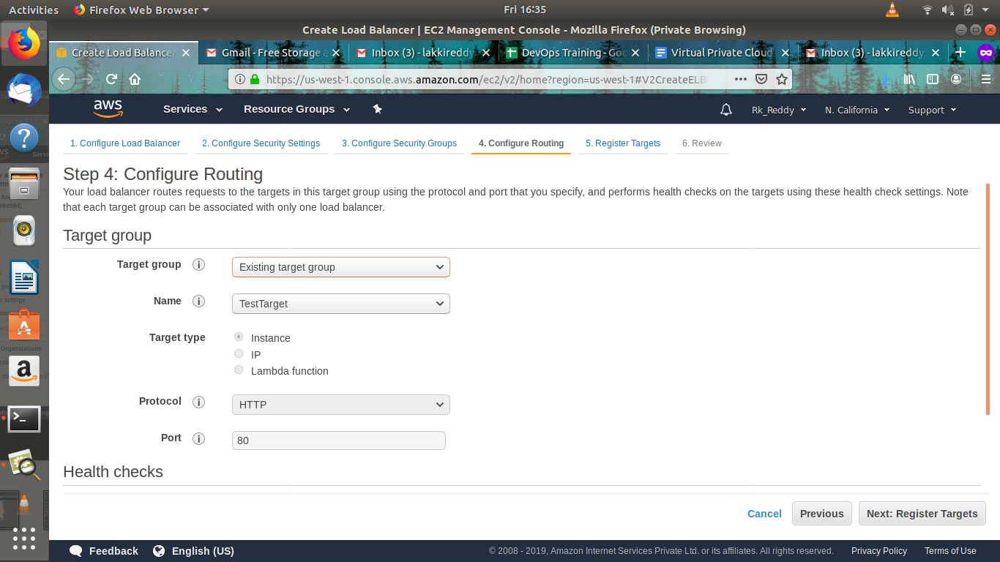 Activities Firefox Web Browser Fri 16:35
Create Load Balancer | EC2 Management Console - Mozilla Firefox (Private Browsing)
Create Load Balancer Gmail - Free Storage a Inbox (3) - lakkireddy DevOps Training - Goo Virtual Private Cloud Inbox (3) - lakkireddy.
https://us-west-1.console.aws.amazon.com/ec2/v2/home?region=us-west-1#V2CreateELB
aws Services Resource Groups Rk_Reddy N. California Support
1. Configure Load Balancer 2. Configure Security Settings 3. Configure Security Groups 4. Configure Routing 5. Register Targets 6. Review
Step 4: Configure Routing
Your load balancer routes requests to the targets in this target group using the protocol and port that you specify, and performs health checks on the targets using these health check settings. Note
that each target group can be associated with only one load balancer.
Target group
Target group i Existing target group
Name i TestTarget
Target type Instance
IP
Lambda function
Protocol i HTTP
Port i 80
Health checks
Cancel Previous Next: Register Targets
Feedback English (US) © 2008 - 2019, Amazon Internet Services Private Ltd. or its affiliates. All rights reserved. Privacy Policy Terms of Use